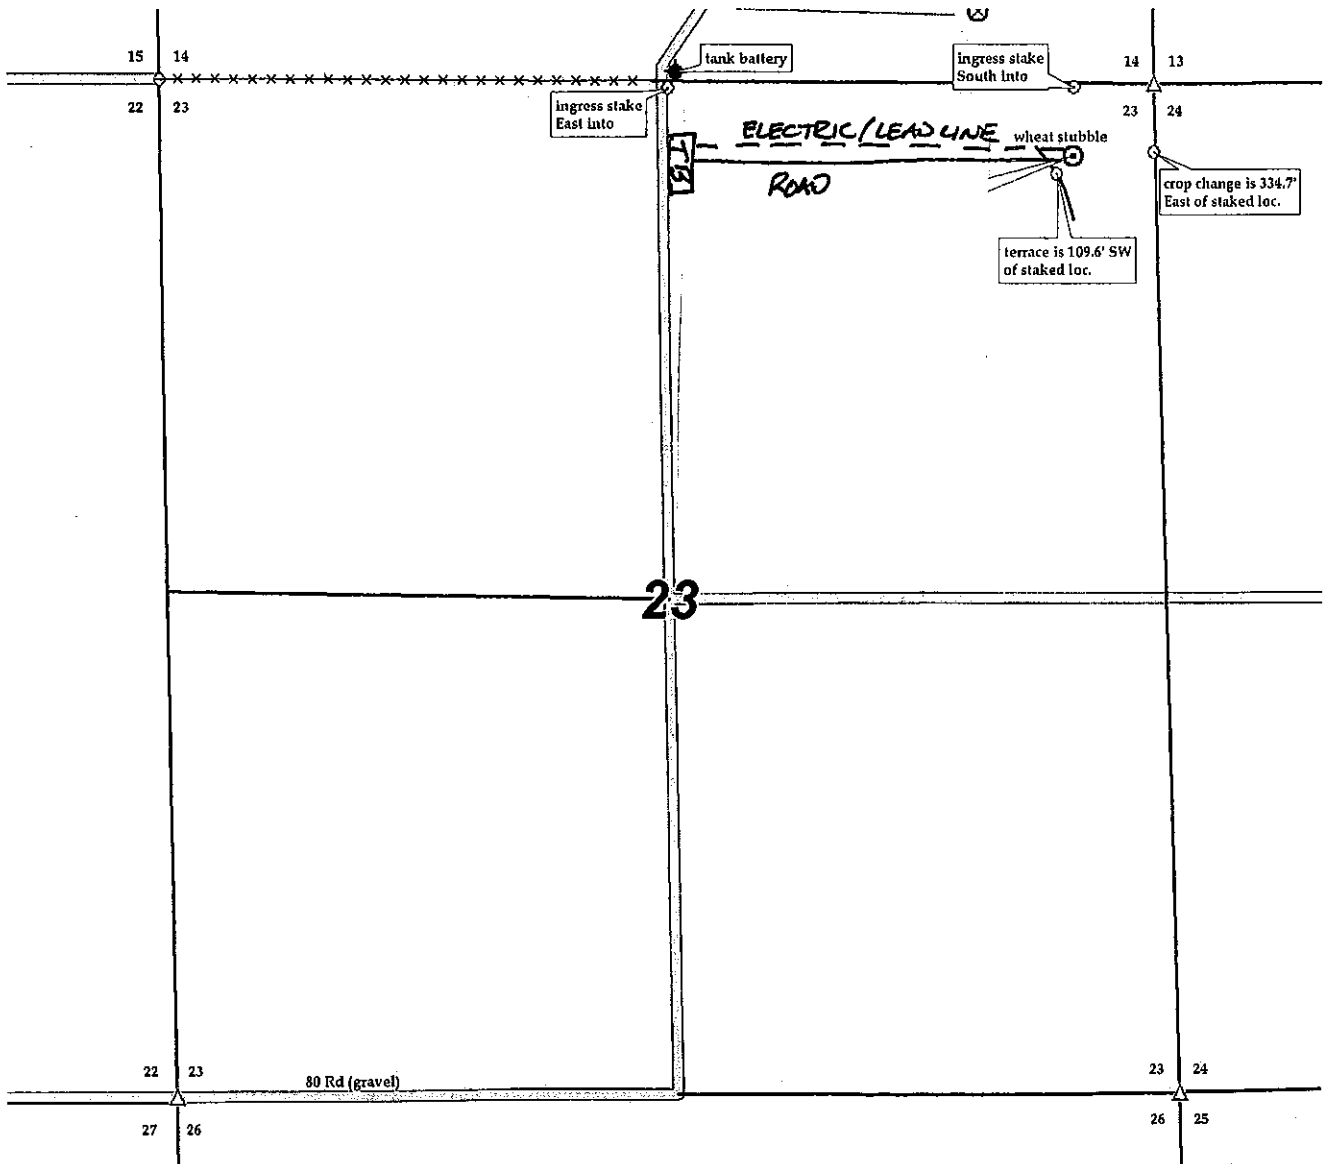 15 14
tank battery
ingress stake
South into
14 13
22 23
ingress stake
East into
23 24
ELECTRIC/LEAD LINE
wheat stubble
TB
ROAD
crop change is 334.7'
East of staked loc.
terrace is 109.6' SW
of staked loc.
23
22 23
80 Rd (gravel)
23 24
27 26
26 25